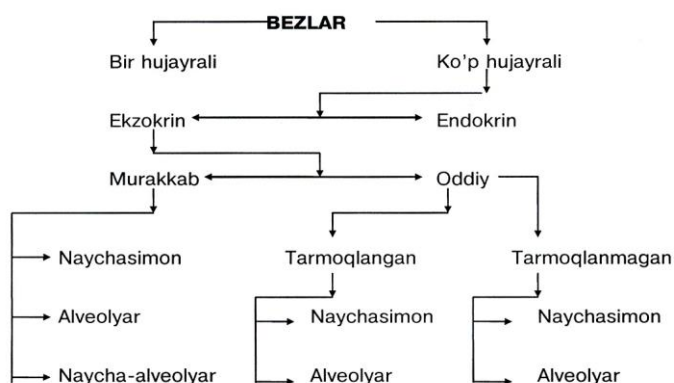 BEZLAR
Bir hujayrali Ko'p hujayrali
Ekzokrin Endokrin
Murakkab Oddiy
Naychasimon Tarmoqlangan Tarmoqlanmagan
Alveolyar Naychasimon Naychasimon
Naycha-alveolyar Alveolyar Alveolyar